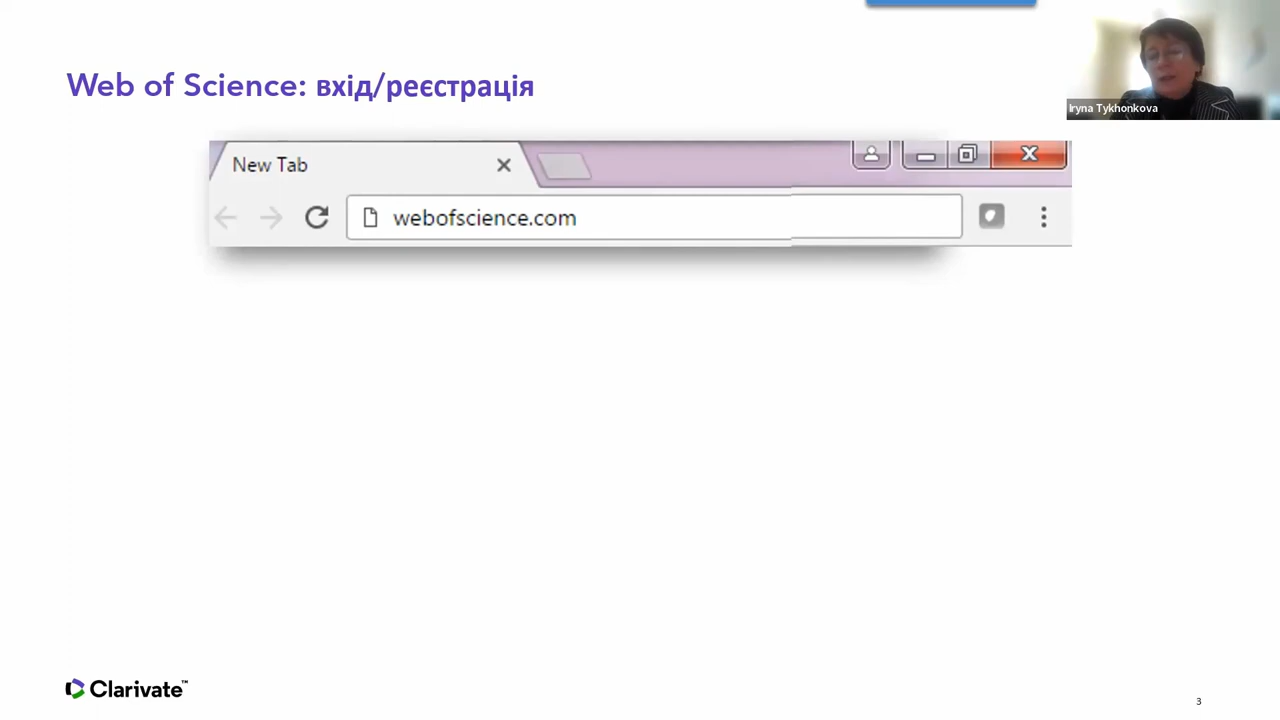 Web of Science: вхід/реєстрація
Iryna Tykhonkova
New Tab
webofscience.com
Clarivate™
3